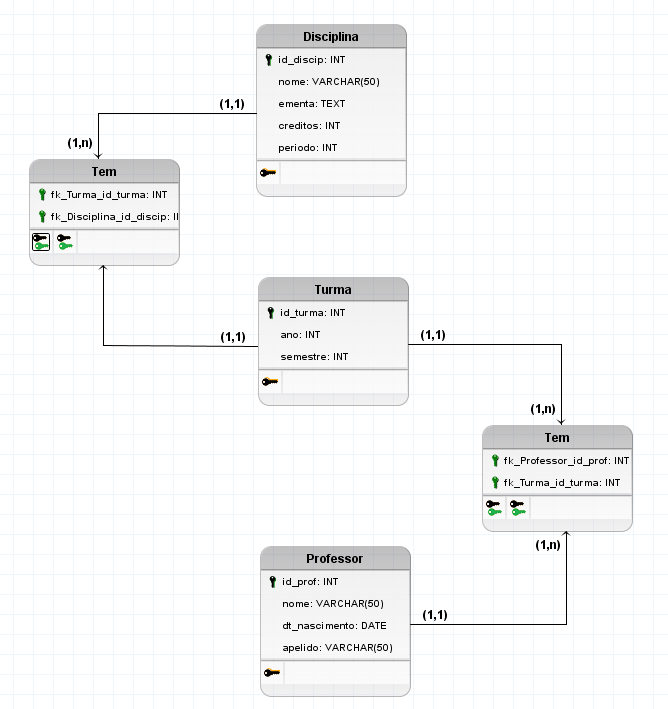 Disciplina
id_discip: INT
nome: VARCHAR(50)
ementa: TEXT
creditos: INT
periodo: INT
(1,1)
(1,n)
Tem
fk_Turma_id_turma: INT
fk_Disciplina_id_discip: II
Turma
id_turma: INT
ano: INT
semestre: INT
(1,1)
(1,1)
(1,n)
Tem
fk_Professor_id_prof: INT
fk_Turma_id_turma: INT
(1,n)
Professor
id_prof: INT
nome: VARCHAR(50)
dt_nascimento: DATE
apelido: VARCHAR(50)
(1,1)